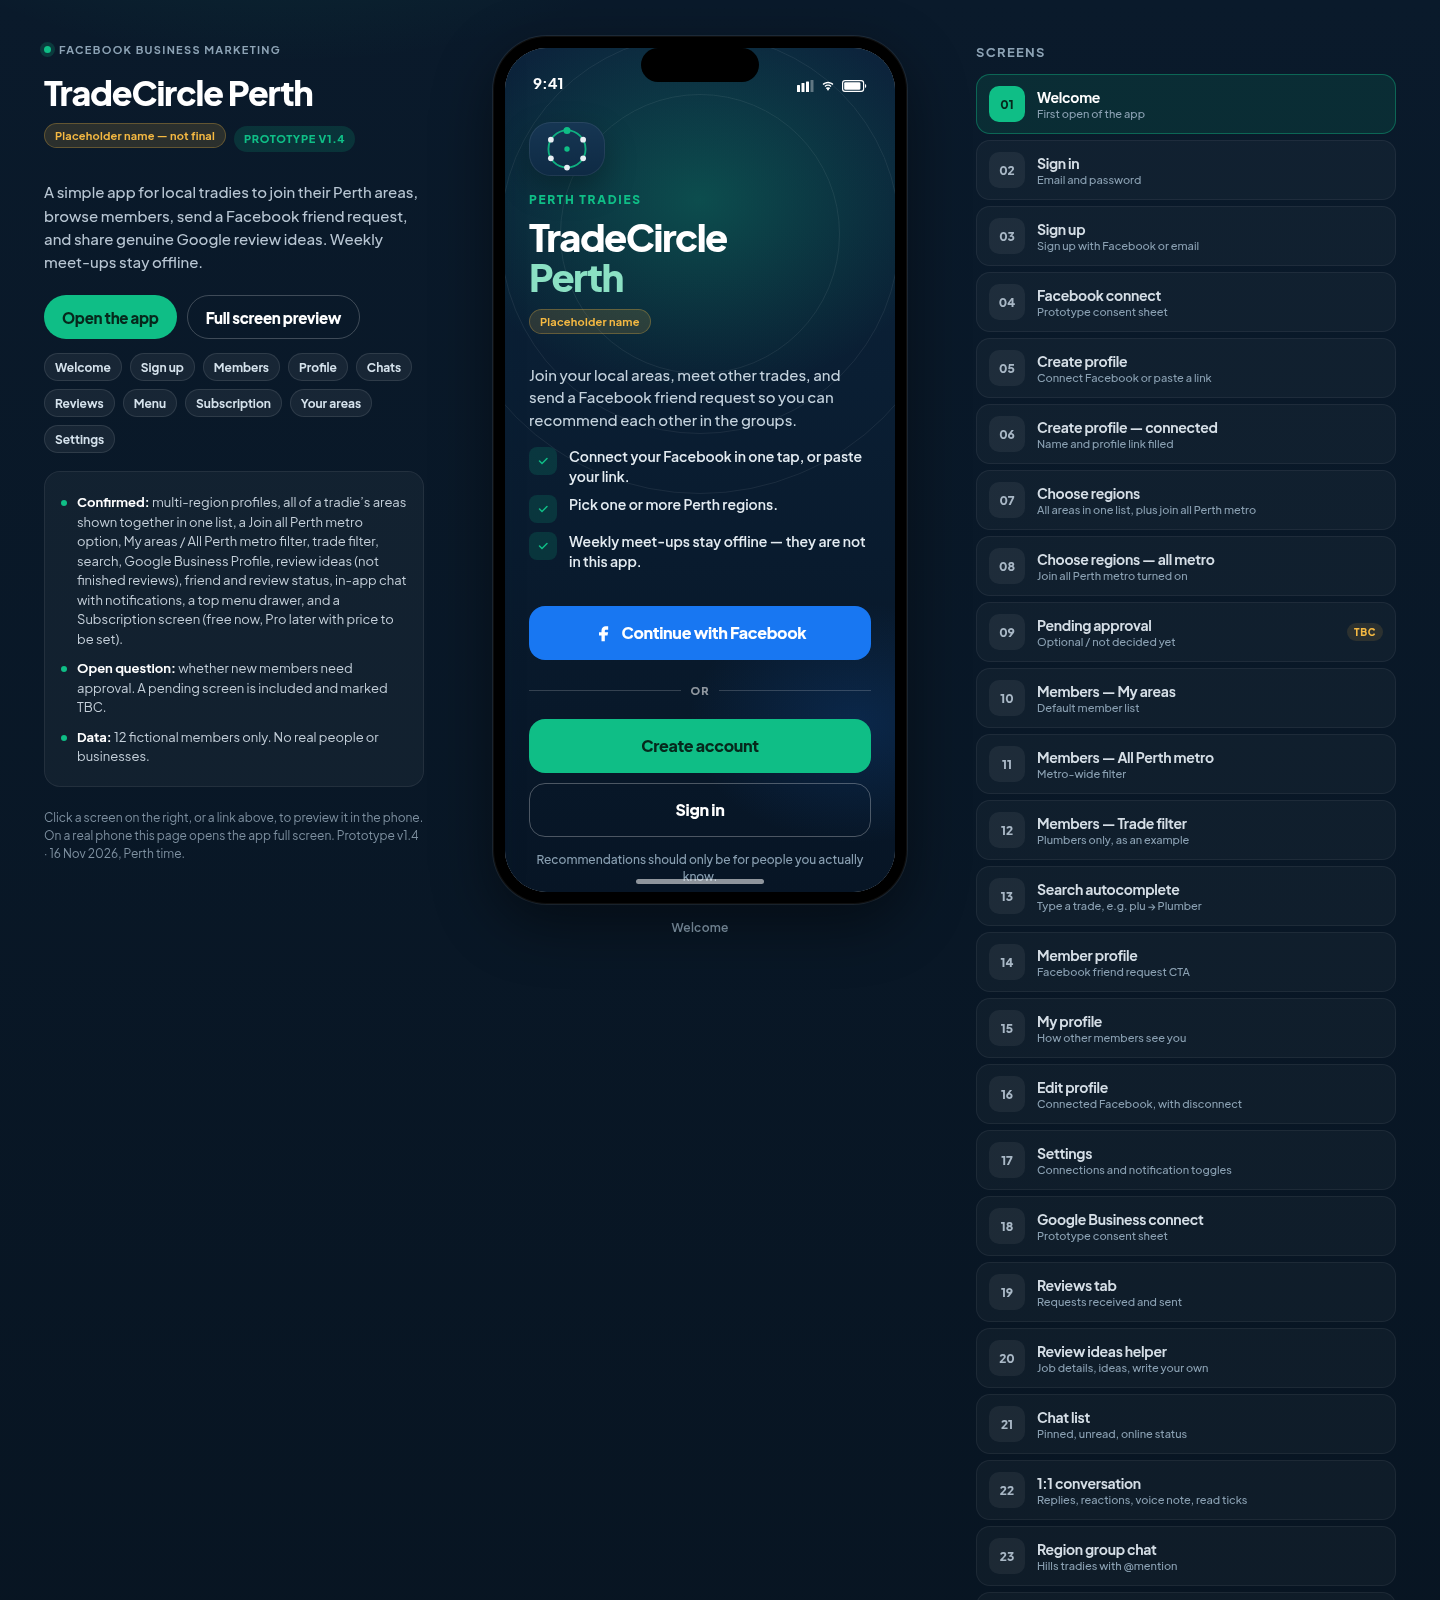 FACEBOOK BUSINESS MARKETING
TradeCircle Perth
Placeholder name — not final
PROTOTYPE V1.4
A simple app for local tradies to join their Perth areas,
browse members, send a Facebook friend request,
and share genuine Google review ideas. Weekly
meet-ups stay offline.
Open the app
Full screen preview
Welcome
Sign up
Members
Profile
Chats
Reviews
Menu
Subscription
Your areas
Settings
Confirmed: multi-region profiles, all of a tradie's areas
shown together in one list, a Join all Perth metro
option, My areas / All Perth metro filter, trade filter,
search, Google Business Profile, review ideas (not
finished reviews), friend and review status, in-app chat
with notifications, a top menu drawer, and a
Subscription screen (free now, Pro later with price to
be set).
Open question: whether new members need
approval. A pending screen is included and marked
TBC.
Data: 12 fictional members only. No real people or
businesses.
Click a screen on the right, or a link above, to preview it in the phone.
On a real phone this page opens the app full screen. Prototype v1.4
· 16 Nov 2026, Perth time.
9:41
PERTH TRADIES
TradeCircle
Perth
Placeholder name
Join your local areas, meet other trades, and
send a Facebook friend request so you can
recommend each other in the groups.
Connect your Facebook in one tap, or paste
your link.
Pick one or more Perth regions.
Weekly meet-ups stay offline — they are not
in this app.
Continue with Facebook
OR
Create account
Sign in
Recommendations should only be for people you actually
know.
Welcome
SCREENS
01
Welcome
First open of the app
02
Sign in
Email and password
03
Sign up
Sign up with Facebook or email
04
Facebook connect
Prototype consent sheet
05
Create profile
Connect Facebook or paste a link
06
Create profile — connected
Name and profile link filled
07
Choose regions
All areas in one list, plus join all Perth metro
08
Choose regions — all metro
Join all Perth metro turned on
09
Pending approval
Optional / not decided yet
TBC
10
Members — My areas
Default member list
11
Members — All Perth metro
Metro-wide filter
12
Members — Trade filter
Plumbers only, as an example
13
Search autocomplete
Type a trade, e.g. plu → Plumber
14
Member profile
Facebook friend request CTA
15
My profile
How other members see you
16
Edit profile
Connected Facebook, with disconnect
17
Settings
Connections and notification toggles
18
Google Business connect
Prototype consent sheet
19
Reviews tab
Requests received and sent
20
Review ideas helper
Job details, ideas, write your own
21
Chat list
Pinned, unread, online status
22
1:1 conversation
Replies, reactions, voice note, read ticks
23
Region group chat
Hills tradies with @mention